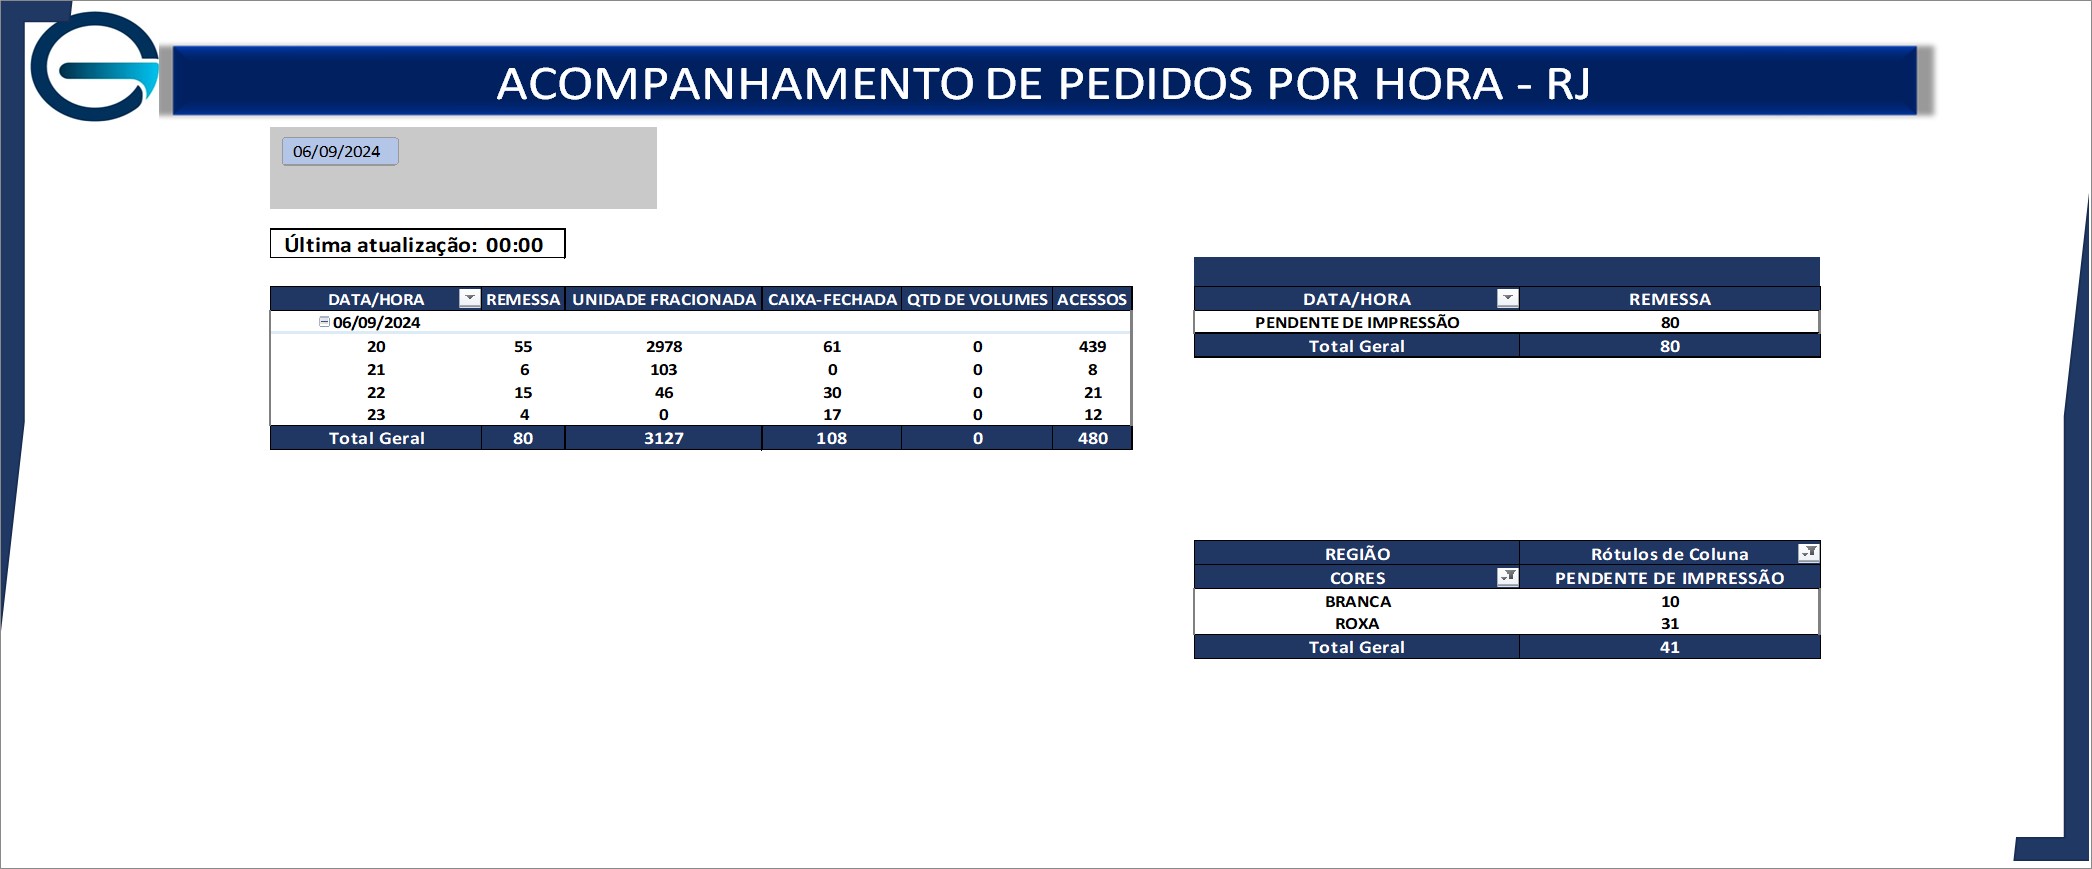 ACOMPANHAMENTO DE PEDIDOS POR HORA - RJ
06/09/2024
Última atualização: 00:00
DATA/HORA REMESSA UNIDADE FRACIONADA CAIXA-FECHADA QTD DE VOLUMES ACESSOS
06/09/2024
20 55 2978 61 0 439
21 6 103 0 0 8
22 15 46 30 0 21
23 4 0 17 0 12
Total Geral 80 3127 108 0 480
DATA/HORA REMESSA
PENDENTE DE IMPRESSÃO 80
Total Geral 80
REGIÃO Rótulos de Coluna
CORES PENDENTE DE IMPRESSÃO
BRANCA 10
ROXA 31
Total Geral 41